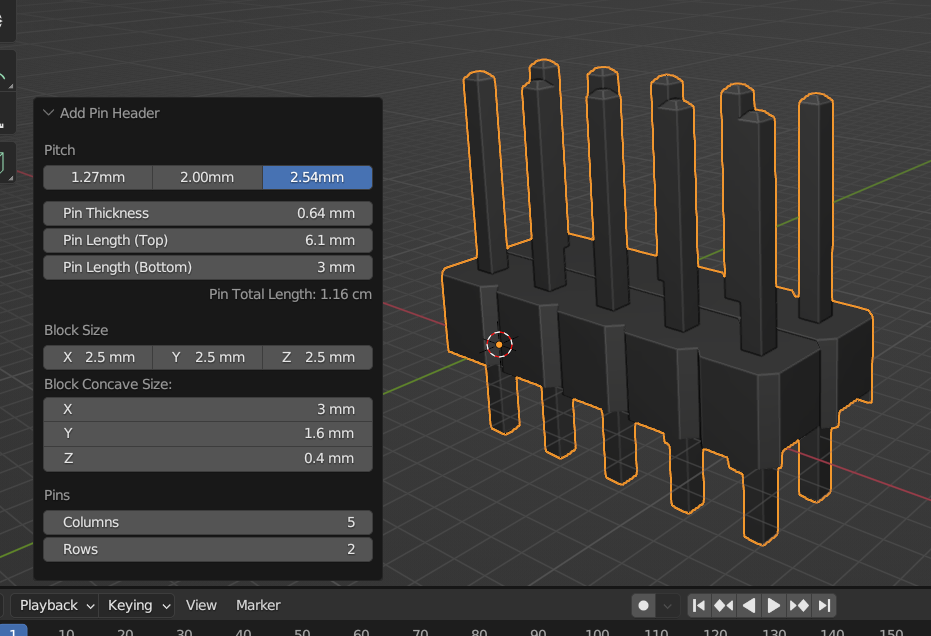 Add Pin Header
Pitch
1.27mm 2.00mm 2.54mm
Pin Thickness 0.64 mm
Pin Length (Top) 6.1 mm
Pin Length (Bottom) 3 mm
Pin Total Length: 1.16 cm
Block Size
X 2.5 mm Y 2.5 mm Z 2.5 mm
Block Concave Size:
X 3 mm
Y 1.6 mm
Z 0.4 mm
Pins
Columns 5
Rows 2
Playback Keying View Marker
1 10 20 30 40 50 60 70 80 90 100 110 120 130 140 150